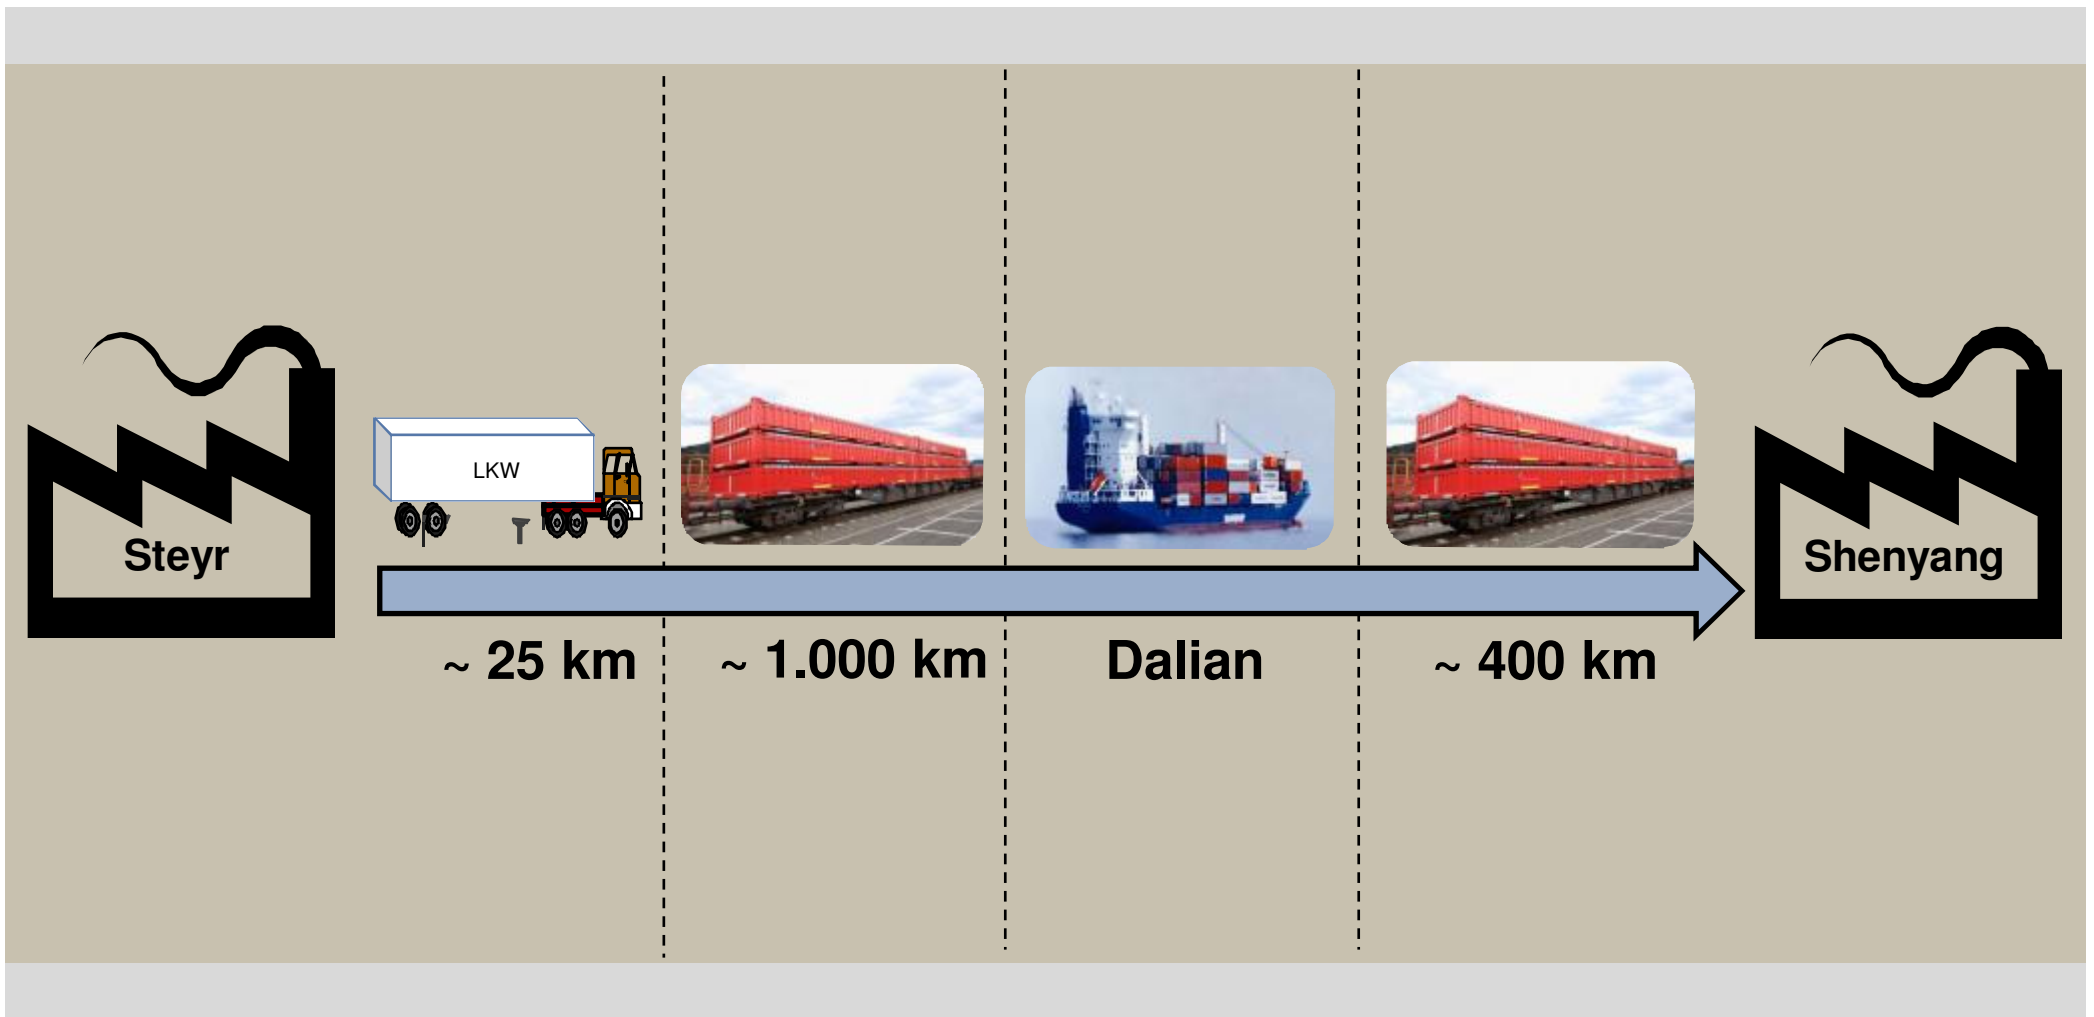 LKW
Steyr
Shenyang
~ 25 km
~ 1.000 km
Dalian
~ 400 km